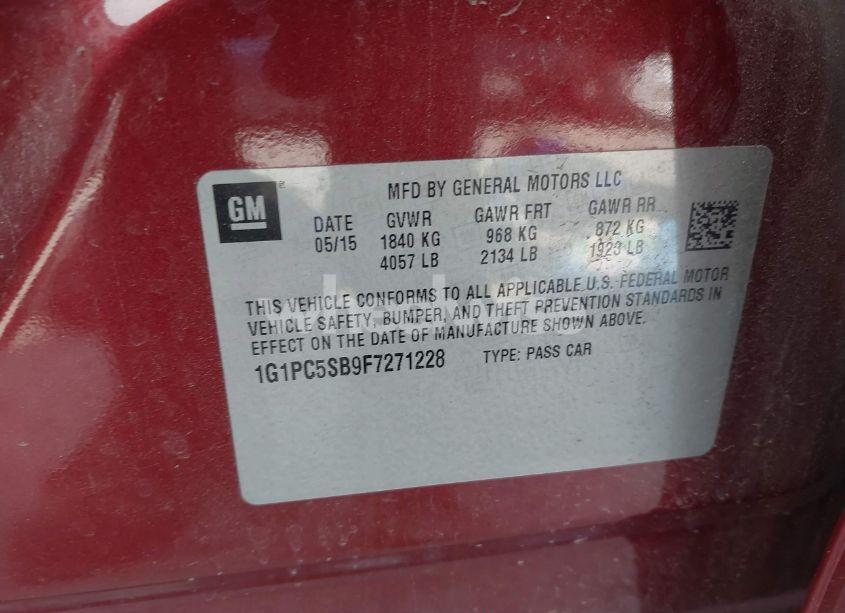 GM
MFD BY GENERAL MOTORS LLC
DATE GVWR GAWR FRT GAWR RR
05/15 1840 KG 968 KG 872 KG
4057 LB 2134 LB 1923 LB
THIS VEHICLE CONFORMS TO ALL APPLICABLE U.S. FEDERAL MOTOR
VEHICLE SAFETY, BUMPER, AND THEFT PREVENTION STANDARDS IN
EFFECT ON THE DATE OF MANUFACTURE SHOWN ABOVE.
1G1PC5SB9F7271228 TYPE: PASS CAR